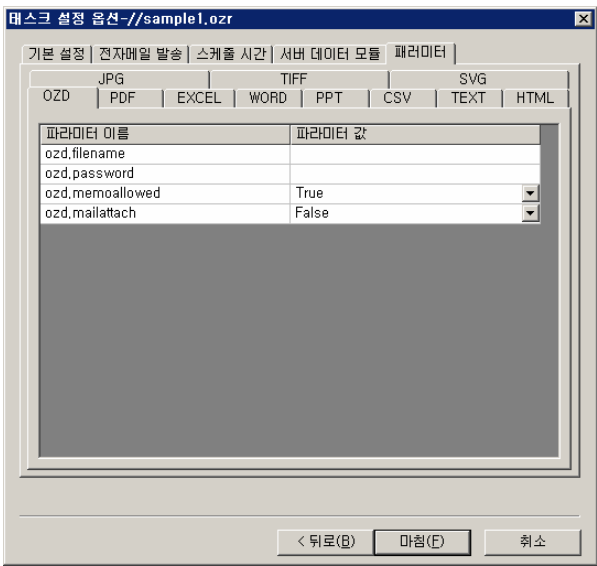 태스크 설정 옵션-//sample1.ozr
기본 설정 전자메일 발송 스케줄 시간 서버 데이터 모듈 패러미터
JPG TIFF SVG
OZD PDF EXCEL WORD PPT CSV TEXT HTML
파라미터 이름 파라미터 값
ozd.filename
ozd.password
ozd.memoallowed True
ozd.mailattach False
< 뒤로(B) 마침(F) 취소